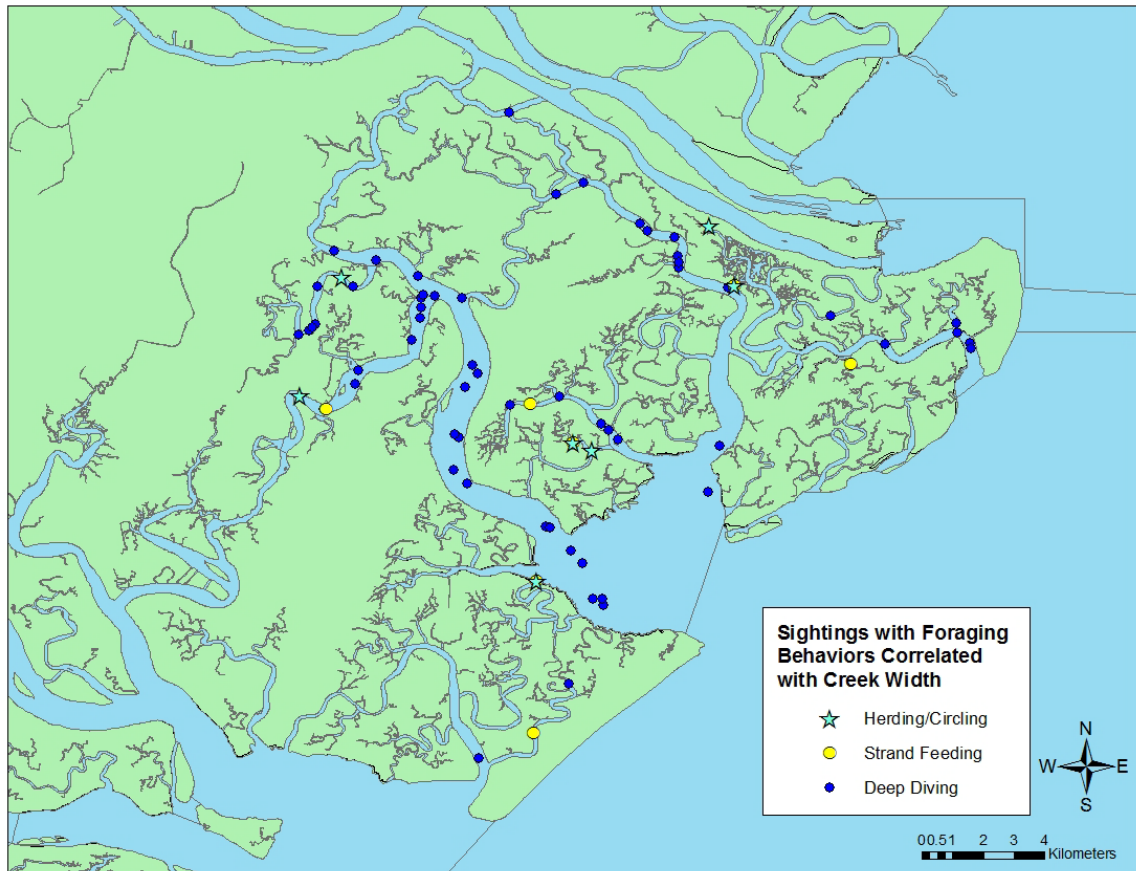 Sightings with Foraging
Behaviors Correlated
with Creek Width
Herding/Circling
Strand Feeding
Deep Diving
N
W E
S
0 0.5 1 2 3 4
Kilometers